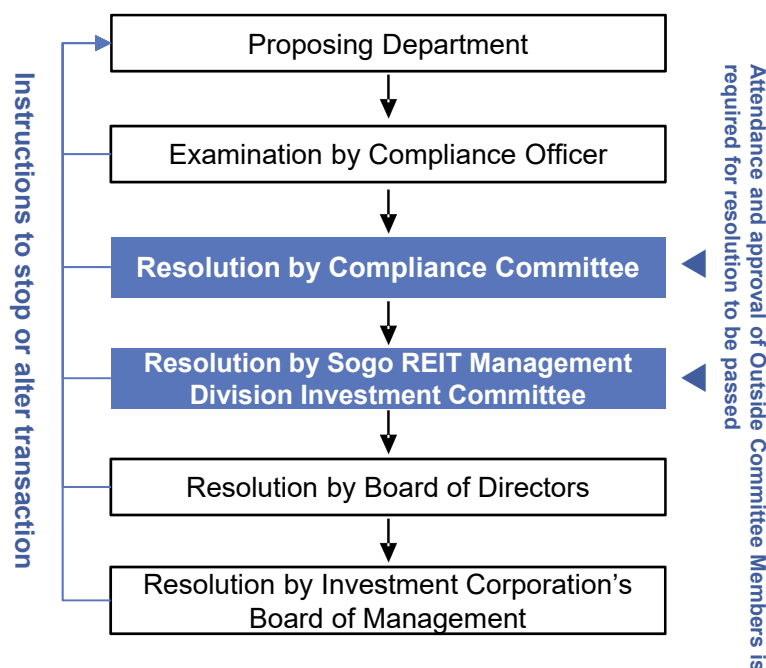 Proposing Department
Examination by Compliance Officer
Resolution by Compliance Committee
Resolution by Sogo REIT Management
Division Investment Committee
Resolution by Board of Directors
Resolution by Investment Corporation's
Board of Management
Instructions to stop or alter transaction
Attendance and approval of Outside Committee Members is
required for resolution to be passed